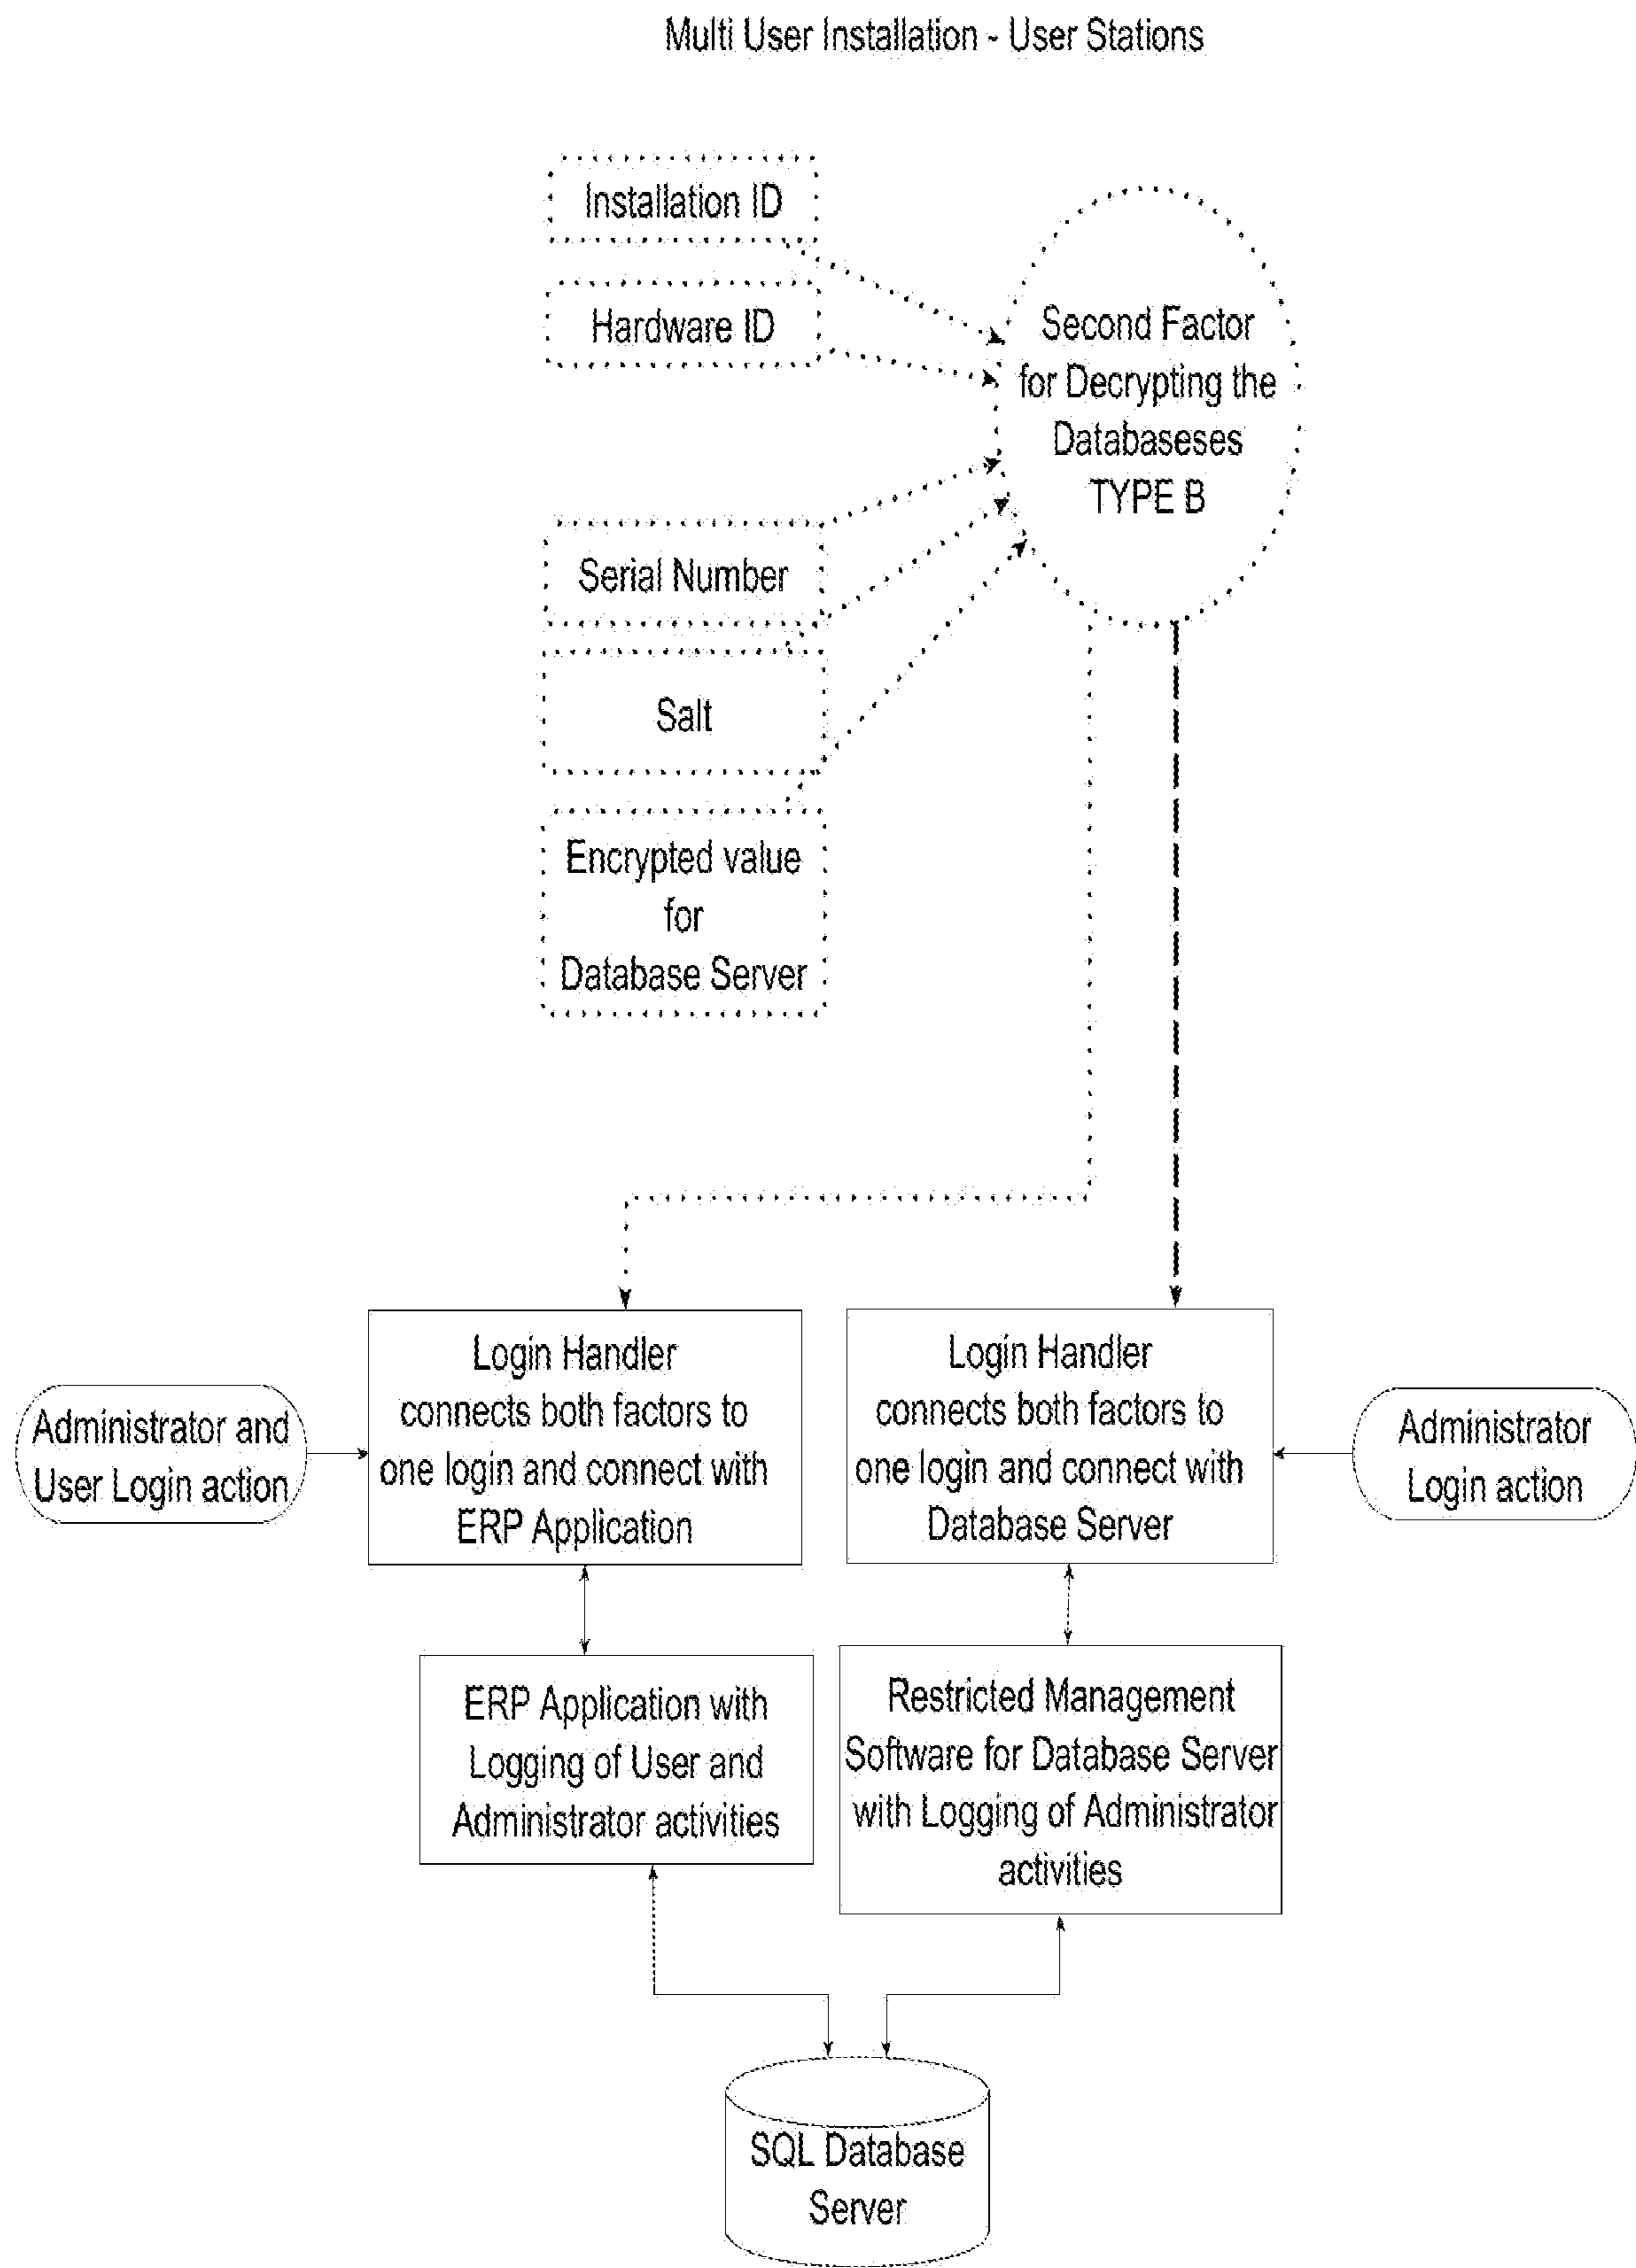 Multi User Installation - User Stations
Installation ID
Hardware ID
Second Factor
for Decrypting the
Databaseses
TYPE B
Serial Number
Salt
Encrypted value
for
Database Server
Login Handler
connects both factors to
one login and connect with
ERP Application
Login Handler
connects both factors to
one login and connect with
Database Server
Administrator and
User Login action
Administrator
Login action
ERP Application with
Logging of User and
Administrator activities
Restricted Management
Software for Database Server
with Logging of Administrator
activities
SQL Database
Server